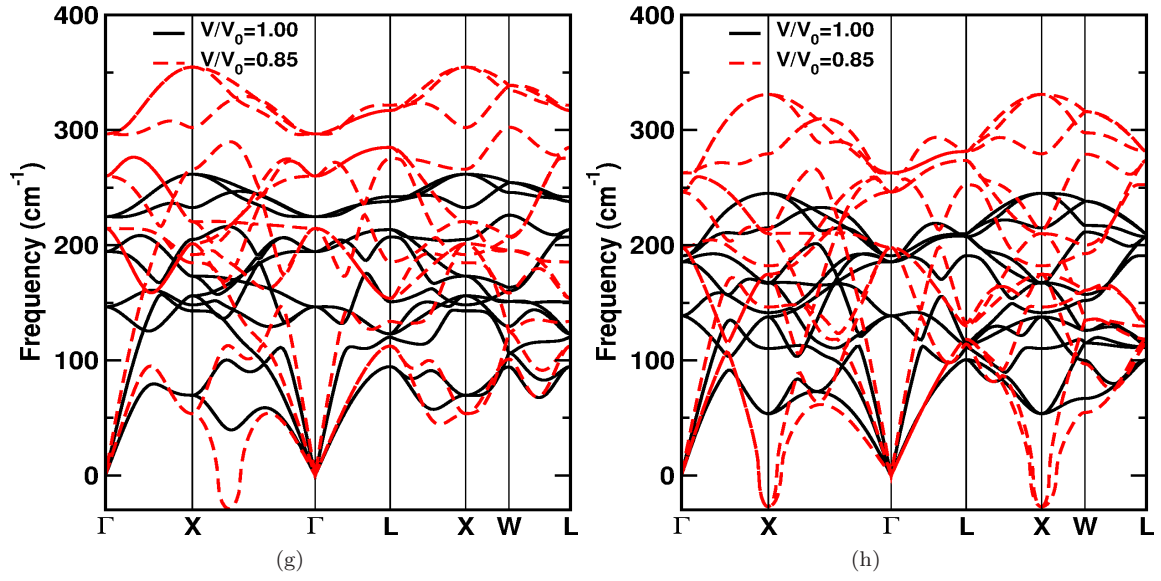 400
V/V₀=1.00
V/V₀=0.85
300
200
100
0
Frequency (cm⁻¹)
Γ X Γ L X W L
(g)
400
V/V₀=1.00
V/V₀=0.85
300
200
100
0
Frequency (cm⁻¹)
Γ X Γ L X W L
(h)